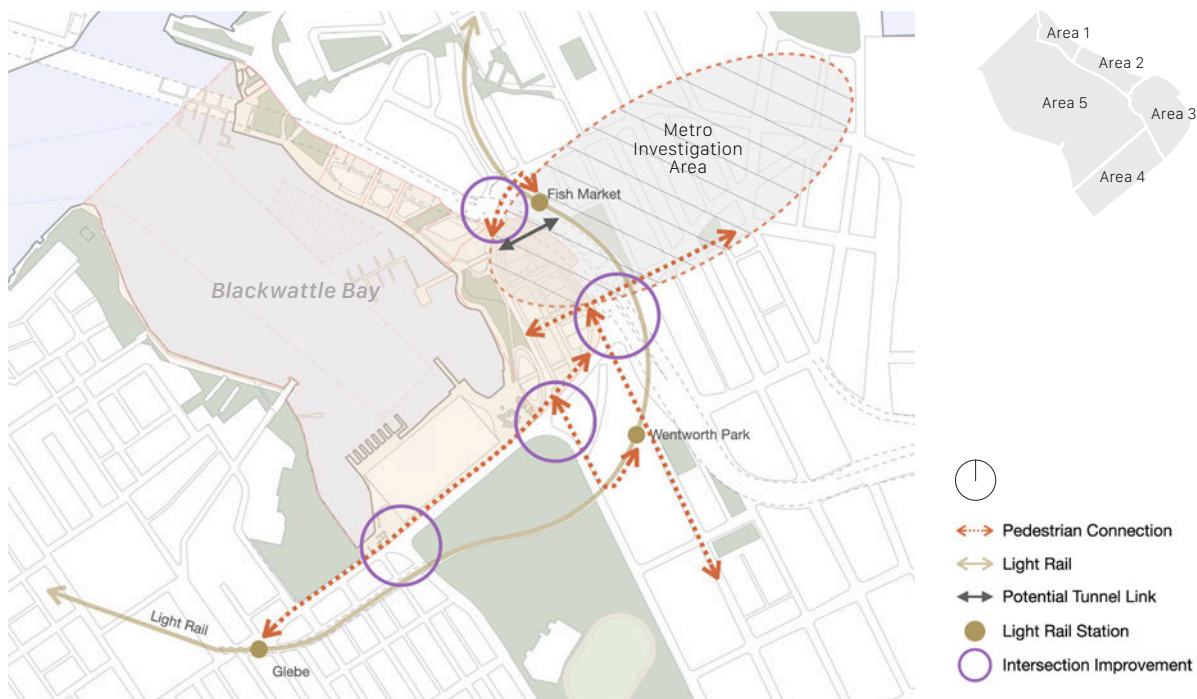 Metro
Investigation
Area
Fish Market
Blackwattle Bay
Wentworth Park
Light Rail
Glebe
Area 1
Area 2
Area 5
Area 3
Area 4
Pedestrian Connection
Light Rail
Potential Tunnel Link
Light Rail Station
Intersection Improvement